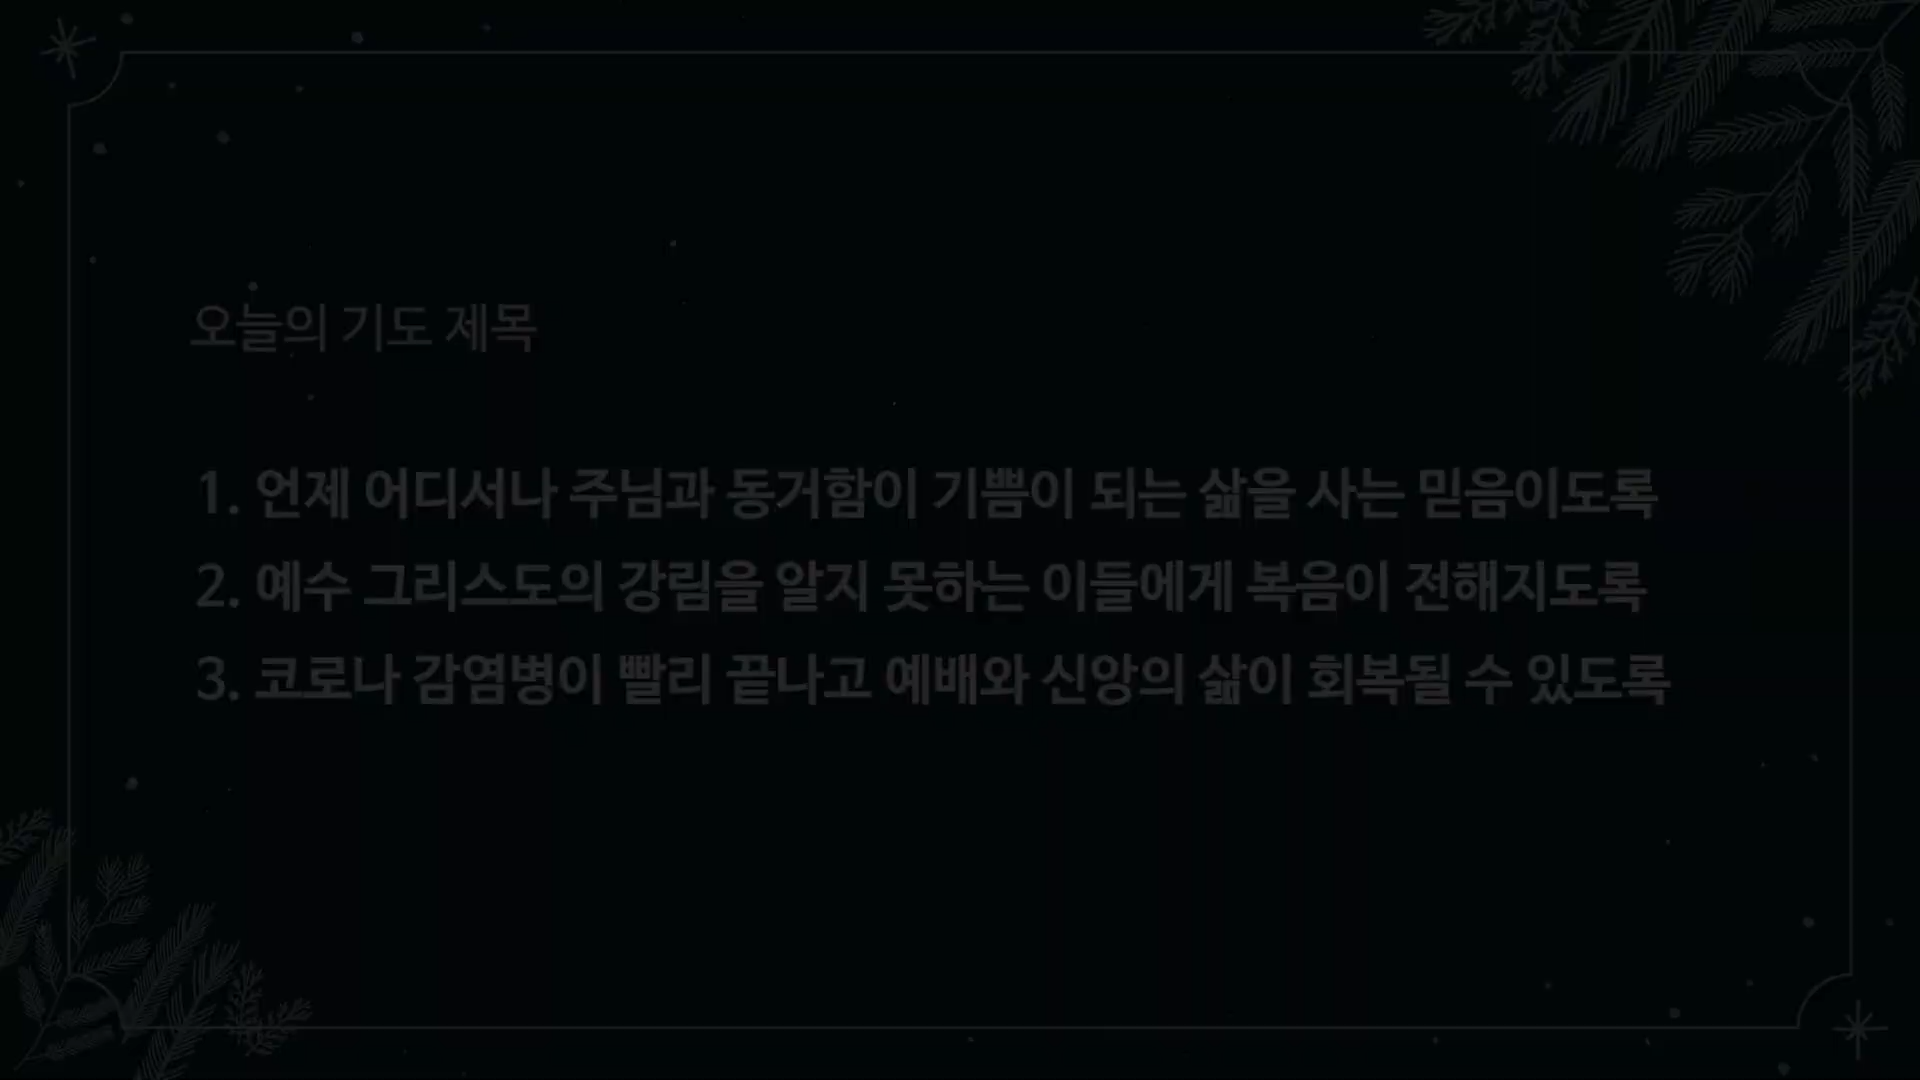 오늘의 기도 제목
1. 언제 어디서나 주님과 동거함이 기쁨이 되는 삶을 사는 믿음이도록
2. 예수 그리스도의 강림을 알지 못하는 이들에게 복음이 전해지도록
3. 코로나 감염병이 빨리 끝나고 예배와 신앙의 삶이 회복될 수 있도록